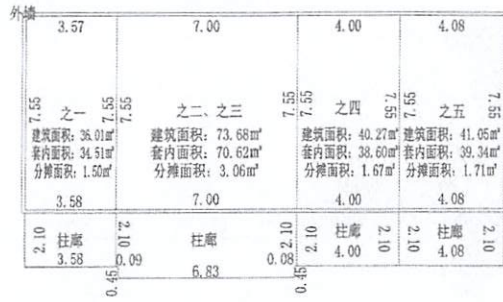 外墙
3.57 7.00 4.00 4.08
7.55 之一 7.55 之二、之三 7.55 7.55 之四 7.55 7.55 之五 7.55
建筑面积: 36.01㎡ 建筑面积: 73.68㎡ 建筑面积: 40.27㎡ 建筑面积: 41.05㎡
套内面积: 34.51㎡ 套内面积: 70.62㎡ 套内面积: 38.60㎡ 套内面积: 39.34㎡
分摊面积: 1.50㎡ 分摊面积: 3.06㎡ 分摊面积: 1.67㎡ 分摊面积: 1.71㎡
3.58 7.00 4.00 4.08
2.10 柱廊 2.10 柱廊 2.10 2.10 柱廊 2.10 2.10 柱廊 2.10
3.58 0.09 0.08 4.00 4.08
0.45 6.83 0.45